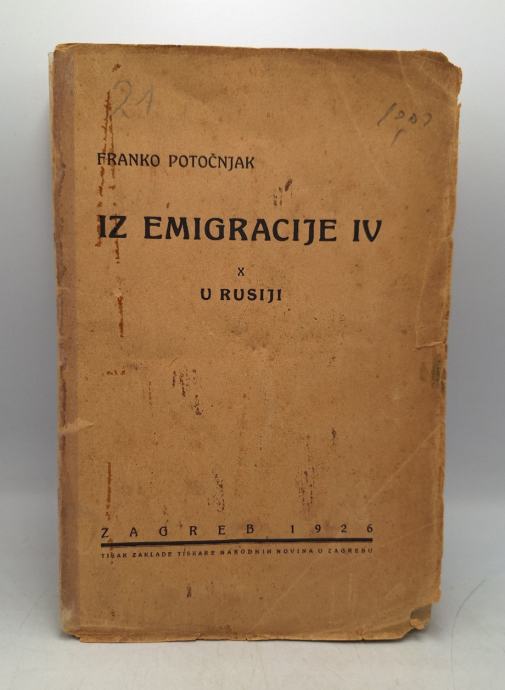 21
FRANKO POTOČNJAK
IZ EMIGRACIJE IV
X
U RUSIJI
ZAGREB 1926
TISAK ZAKLADE TISKARE NARODNIH NOVINA U ZAGREBU